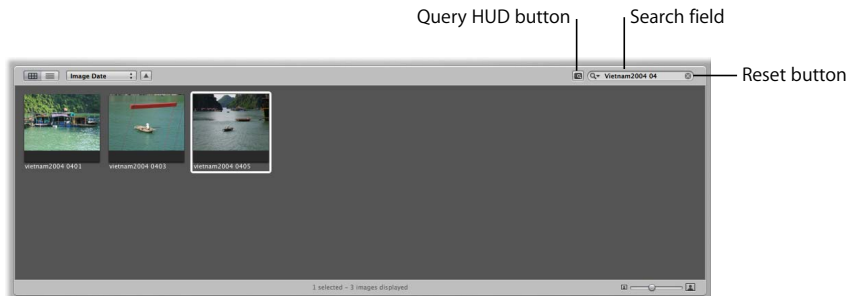 Query HUD button
Search field
Reset button
Image Date
Vietnam2004 04
vietnam2004 0401
vietnam2004 0403
vietnam2004 0405
1 selected - 3 images displayed